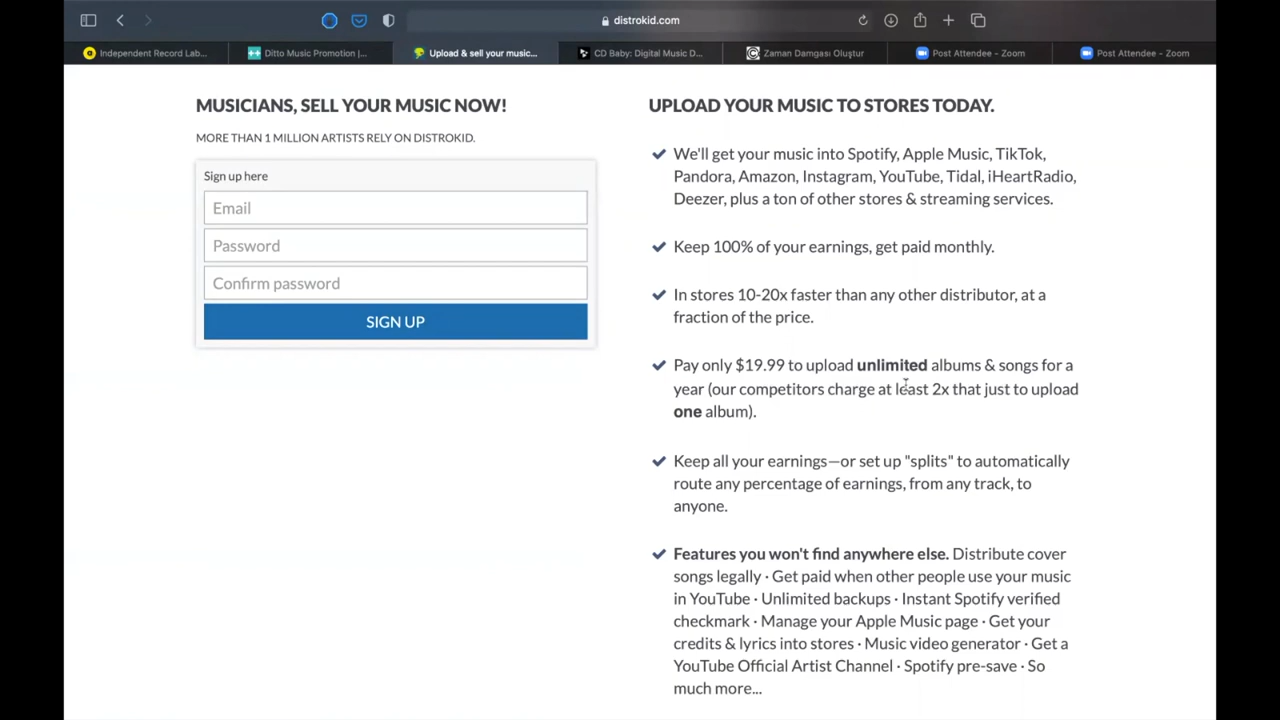 distrokid.com
Independent Record Lab...
Ditto Music Promotion |...
Upload & sell your music...
CD Baby: Digital Music D...
Zaman Damgası Oluştur
Post Attendee - Zoom
Post Attendee - Zoom
MUSICIANS, SELL YOUR MUSIC NOW!
MORE THAN 1 MILLION ARTISTS RELY ON DISTROKID.
Sign up here
Email
Password
Confirm password
SIGN UP
UPLOAD YOUR MUSIC TO STORES TODAY.
We'll get your music into Spotify, Apple Music, TikTok,
Pandora, Amazon, Instagram, YouTube, Tidal, iHeartRadio,
Deezer, plus a ton of other stores & streaming services.
Keep 100% of your earnings, get paid monthly.
In stores 10-20x faster than any other distributor, at a
fraction of the price.
Pay only $19.99 to upload unlimited albums & songs for a
year (our competitors charge at least 2x that just to upload
one album).
Keep all your earnings—or set up "splits" to automatically
route any percentage of earnings, from any track, to
anyone.
Features you won't find anywhere else. Distribute cover
songs legally · Get paid when other people use your music
in YouTube · Unlimited backups · Instant Spotify verified
checkmark · Manage your Apple Music page · Get your
credits & lyrics into stores · Music video generator · Get a
YouTube Official Artist Channel · Spotify pre-save · So
much more...